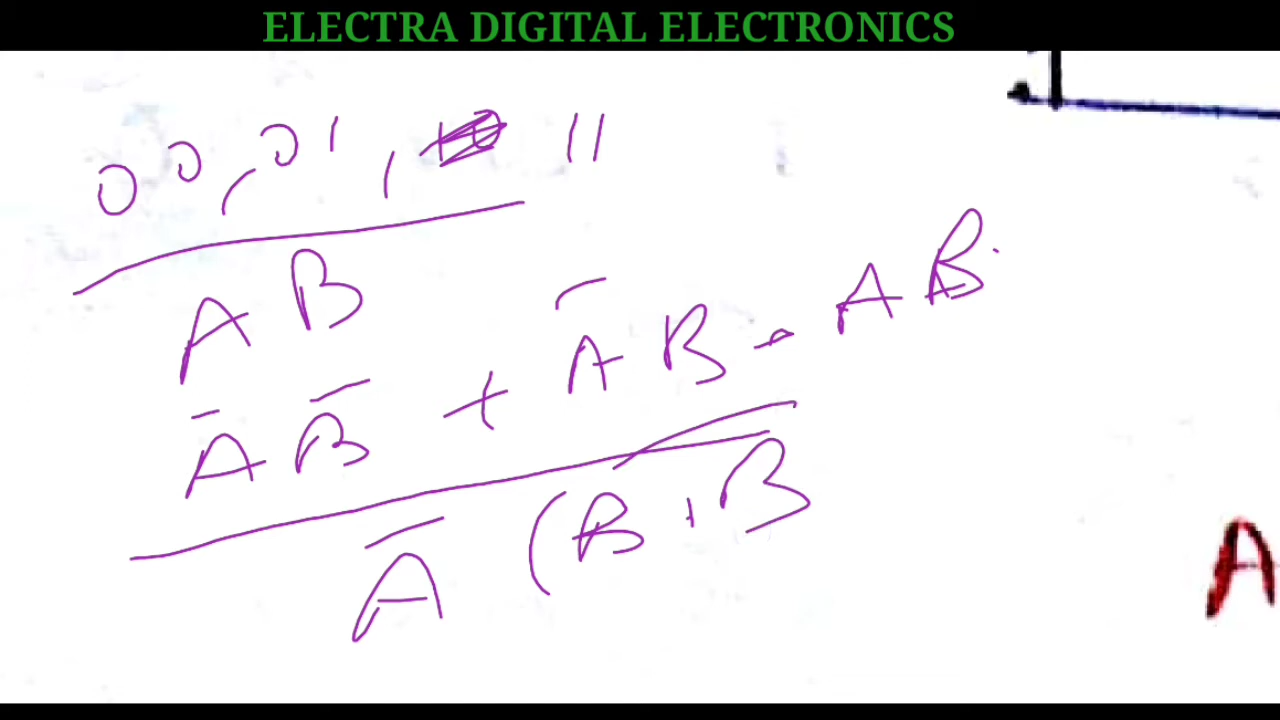 ELECTRA DIGITAL ELECTRONICS
00, 01, 11
AB
A̅ B̅ + A̅ B + AB
A̅ (B + B
A